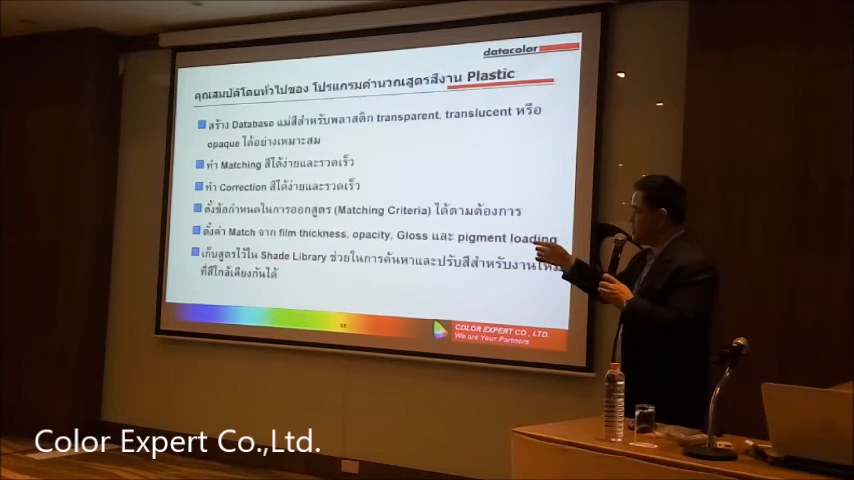 datacolor
คุณสมบัติโดยทั่วไปของ โปรแกรมคำนวณสูตรสีงาน Plastic
สร้าง Database แม่สีสำหรับพลาสติก transparent, translucent หรือ
opaque ได้อย่างเหมาะสม
ทำ Matching สีได้ง่ายและรวดเร็ว
ทำ Correction สีได้ง่ายและรวดเร็ว
ตั้งข้อกำหนดในการออกสูตร (Matching Criteria) ได้ตามต้องการ
ตั้งค่า Match จาก film thickness, opacity, Gloss และ pigment loading
เก็บสูตรไว้ใน Shade Library ช่วยในการค้นหาและปรับสีสำหรับงานใหม่
ที่สีใกล้เคียงกันได้
COLOR EXPERT CO., LTD.
We are Your Partners
Color Expert Co.,Ltd.